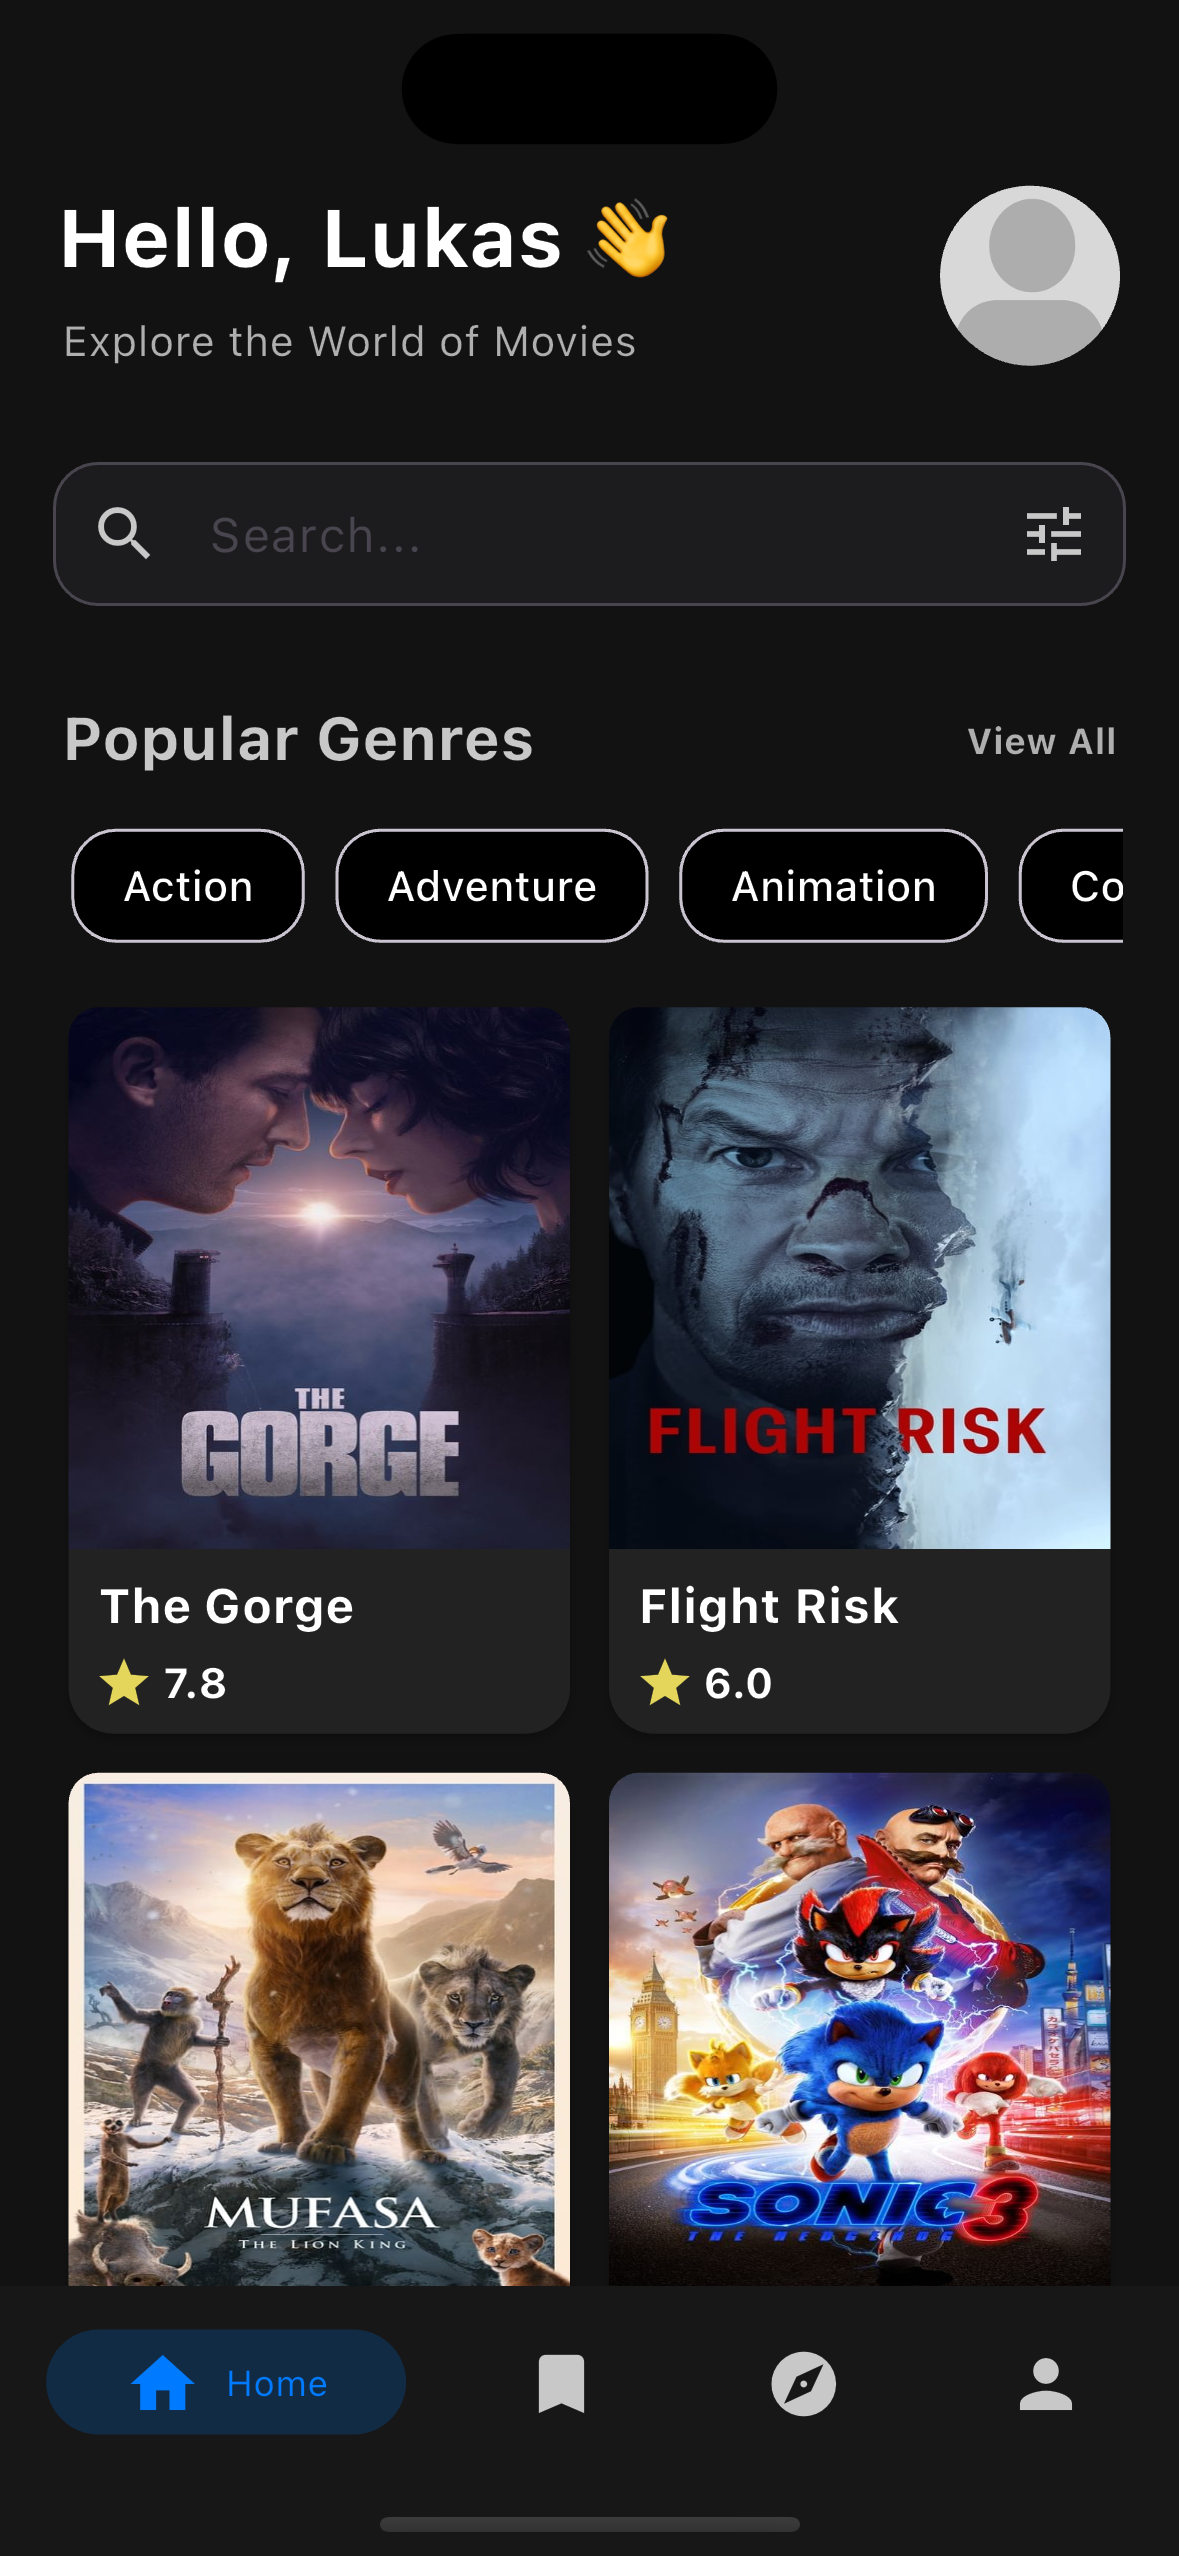 Hello, Lukas 👋
Explore the World of Movies
Search...
Popular Genres
View All
Action
Adventure
Animation
Co
THE
GORGE
FLIGHT RISK
The Gorge
7.8
Flight Risk
6.0
MUFASA
THE LION KING
SONIC 3
THE HEDGEHOG
Home